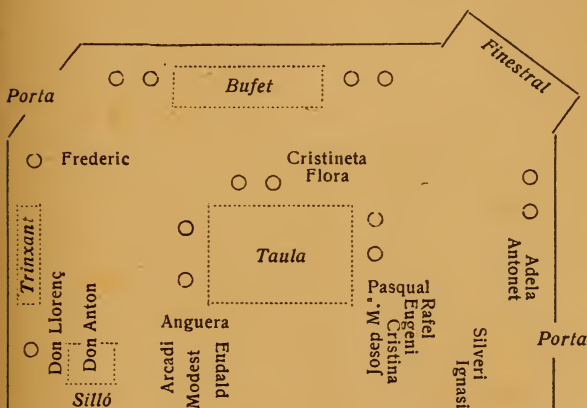 Bufet
Finestral
Porta
Frederic
Cristineta
Flora
Trinxant
Taula
Adela
Antonet
Don Llorenç
Don Anton
Anguera
Arcadi
Modest
Eudald
Pasqual
Rafel
Eugeni
Cristina
Josep M.ª
Silveri
Ignasi
Porta
Silló